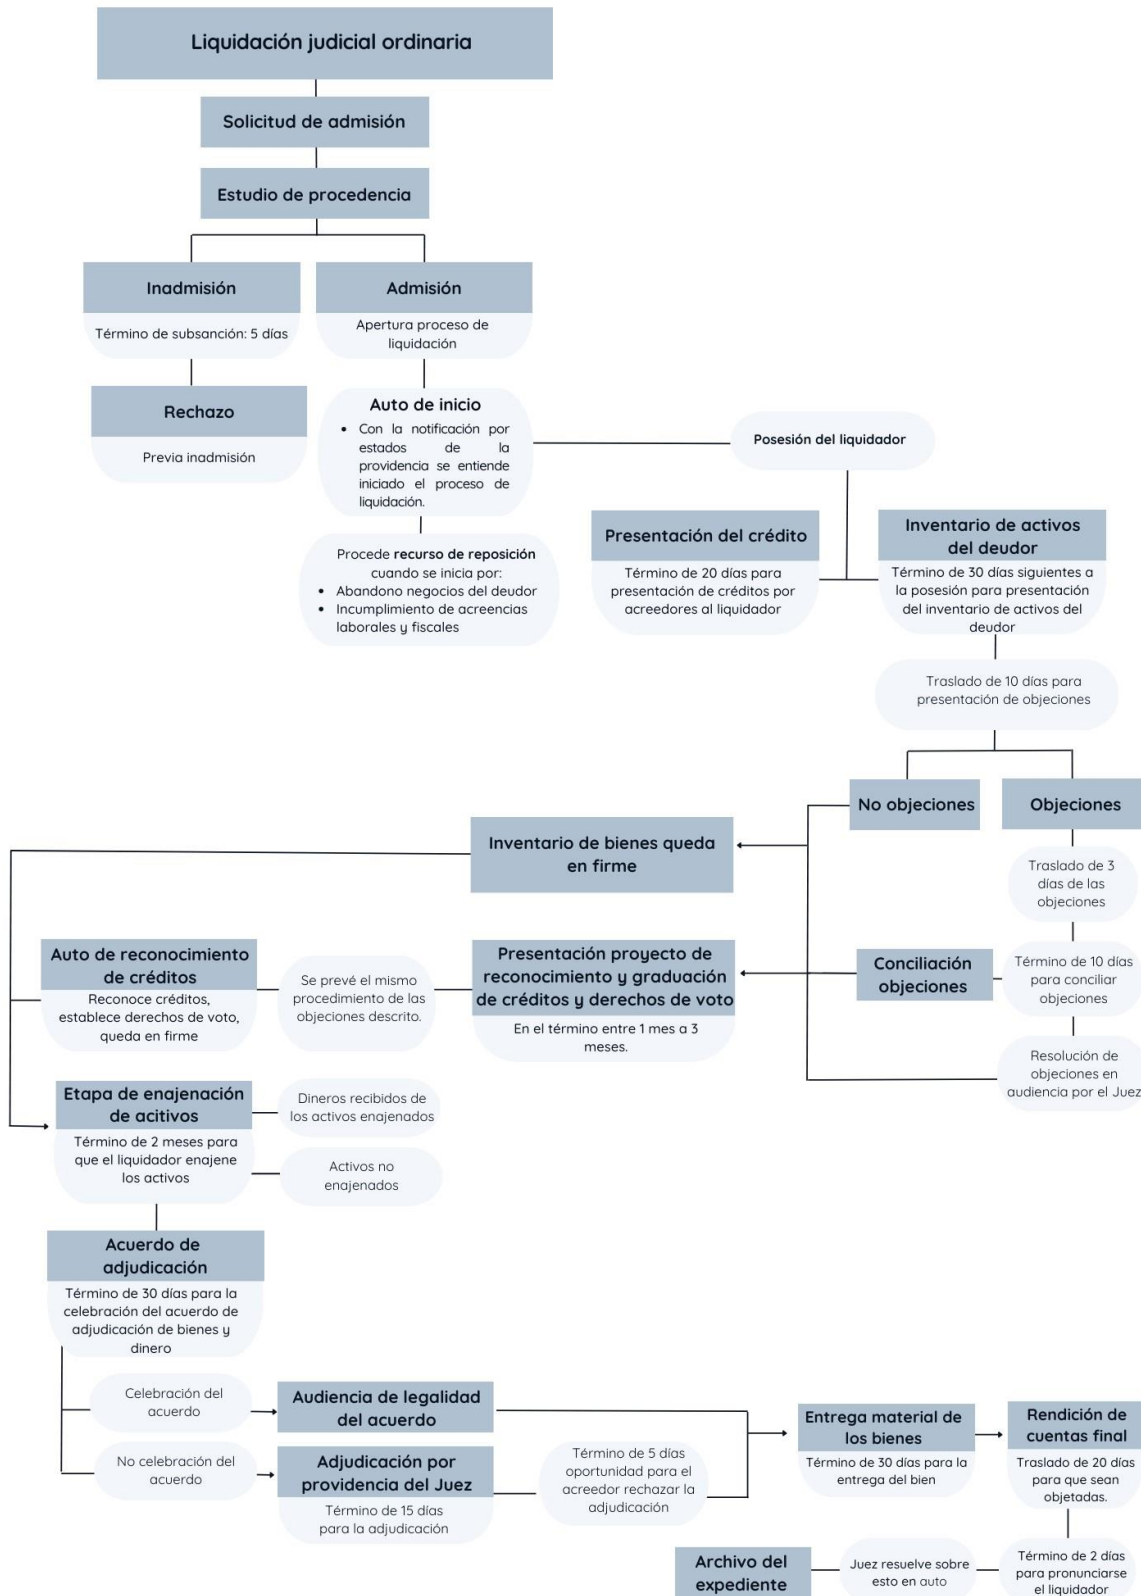 Liquidación judicial ordinaria
Solicitud de admisión
Estudio de procedencia
Inadmisión
Término de subsanción: 5 días
Admisión
Apertura proceso de
liquidación
Rechazo
Previa inadmisión
Auto de inicio
• Con la notificación por
estados de la
providencia se entiende
iniciado el proceso de
liquidación.
Posesión del liquidador
Procede recurso de reposición
cuando se inicia por:
• Abandono negocios del deudor
• Incumplimiento de acreencias
laborales y fiscales
Presentación del crédito
Término de 20 días para
presentación de créditos por
acreedores al liquidador
Inventario de activos
del deudor
Término de 30 días siguientes a
la posesión para presentación
del inventario de activos del
deudor
Traslado de 10 días para
presentación de objeciones
No objeciones
Objeciones
Inventario de bienes queda
en firme
Traslado de 3
días de las
objeciones
Auto de reconocimiento
de créditos
Reconoce créditos,
establece derechos de voto,
queda en firme
Se prevé el mismo
procedimiento de las
objeciones descrito.
Presentación proyecto de
reconocimiento y graduación
de créditos y derechos de voto
En el término entre 1 mes a 3
meses.
Conciliación
objeciones
Término de 10 días
para conciliar
objeciones
Resolución de
objeciones en
audiencia por el Juez
Etapa de enajenación
de acitivos
Término de 2 meses para
que el liquidador enajene
los activos
Dineros recibidos de
los activos enajenados
Activos no
enajenados
Acuerdo de
adjudicación
Término de 30 días para la
celebración del acuerdo de
adjudicación de bienes y
dinero
Celebración del
acuerdo
Audiencia de legalidad
del acuerdo
No celebración del
acuerdo
Adjudicación por
providencia del Juez
Término de 15 días
para la adjudicación
Término de 5 días
oportunidad para el
acreedor rechazar la
adjudicación
Entrega material de
los bienes
Término de 30 días para la
entrega del bien
Rendición de
cuentas final
Traslado de 20 días
para que sean
objetadas.
Término de 2 días
para pronunciarse
el liquidador
Juez resuelve sobre
esto en auto
Archivo del
expediente